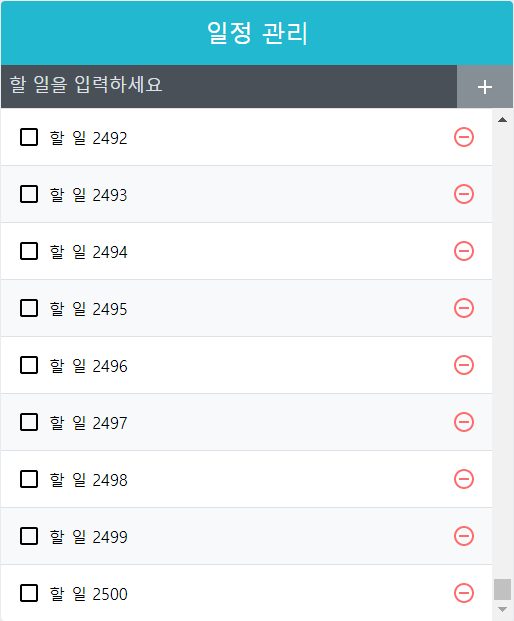 일정 관리
할 일을 입력하세요
할 일 2492
할 일 2493
할 일 2494
할 일 2495
할 일 2496
할 일 2497
할 일 2498
할 일 2499
할 일 2500